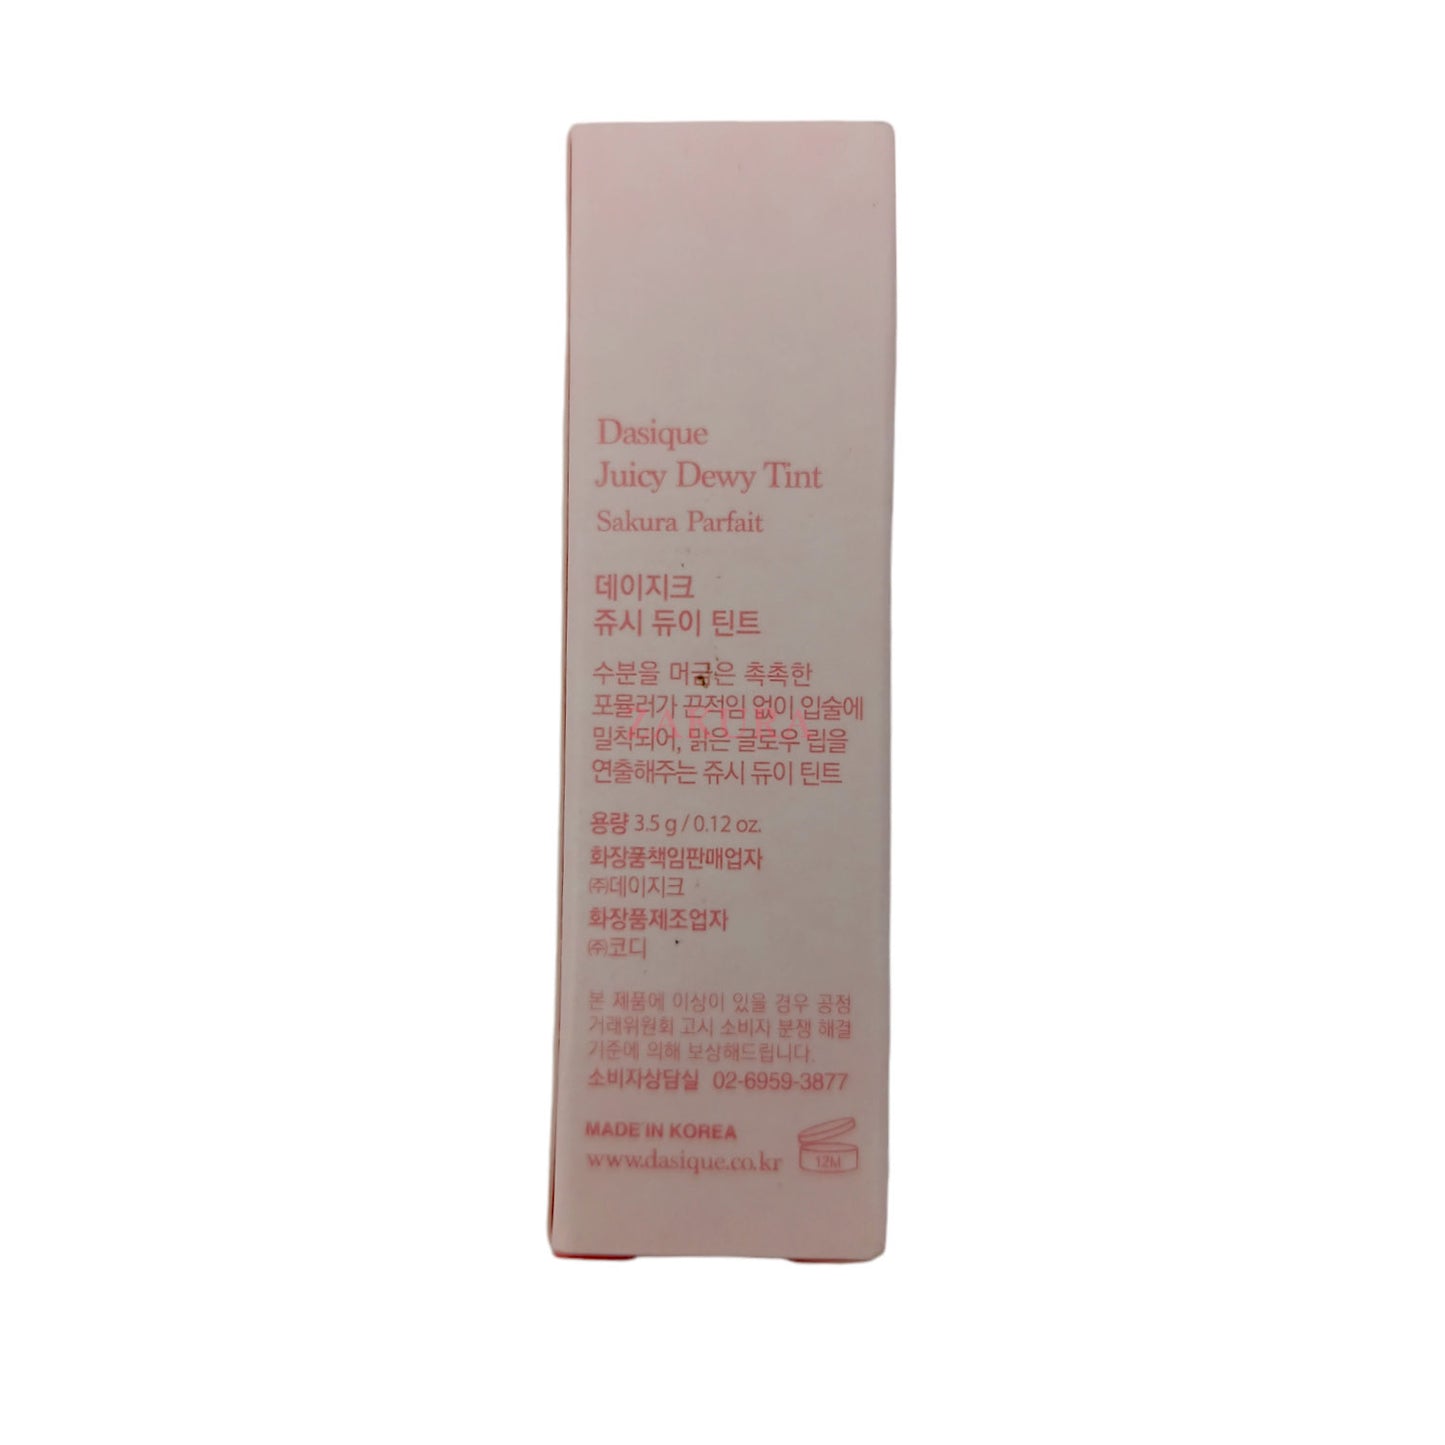 Dasique
Juicy Dewy Tint
Sakura Parfait
데이지크
쥬시 듀이 틴트
수분을 머금은 촉촉한
포뮬러가 끈적임 없이 입술에
ZAKURA
밀착되어, 맑은 글로우 립을
연출해주는 쥬시 듀이 틴트
용량 3.5 g / 0.12 oz.
화장품책임판매업자
㈜데이지크
화장품제조업자
㈜코디
본 제품에 이상이 있을 경우 공정
거래위원회 고시 소비자 분쟁 해결
기준에 의해 보상해드립니다.
소비자상담실 02-6959-3877
MADE IN KOREA
www.dasique.co.kr
12M